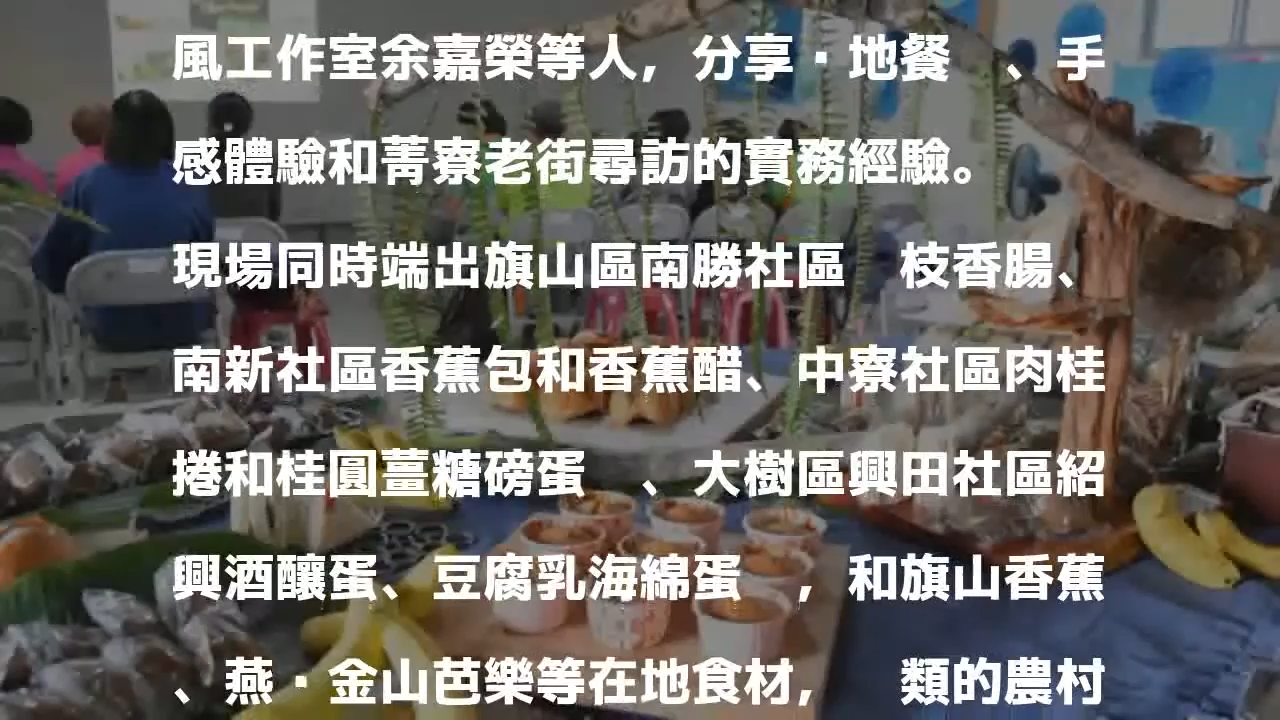 風工作室余嘉榮等人，分享·地餐　、手
感體驗和菁寮老街尋訪的實務經驗。
現場同時端出旗山區南勝社區　枝香腸、
南新社區香蕉包和香蕉醋、中寮社區肉桂
捲和桂圓薑糖磅蛋　、大樹區興田社區紹
興酒釀蛋、豆腐乳海綿蛋　，和旗山香蕉
、燕·金山芭樂等在地食材，　類的農村